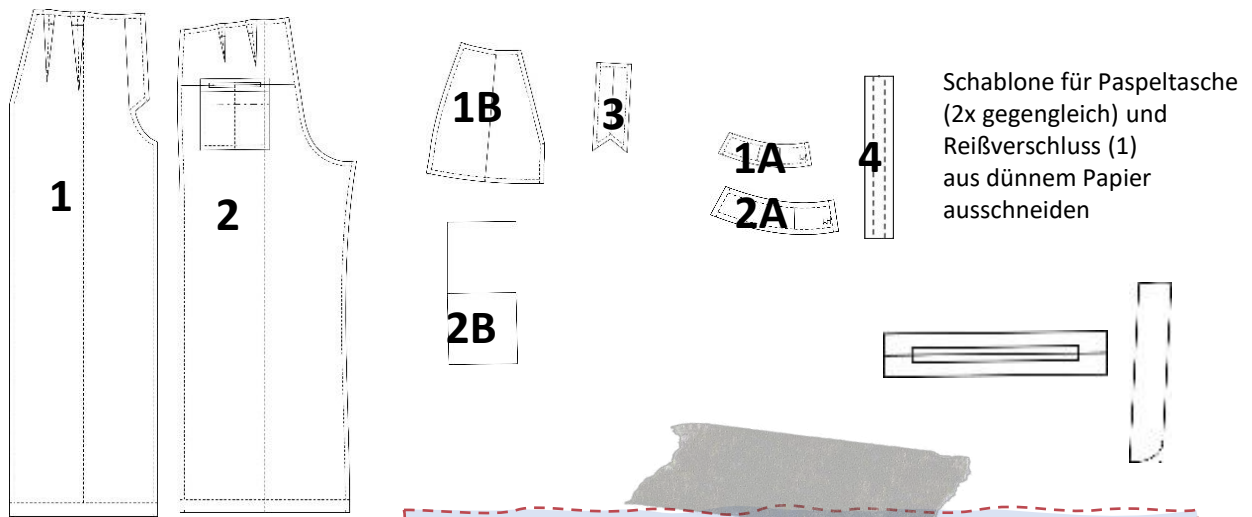 1
2
1B
3
1A
2A
4
2B
Schablone für Paspeltasche
(2x gegengleich) und
Reißverschluss (1)
aus dünnem Papier
ausschneiden